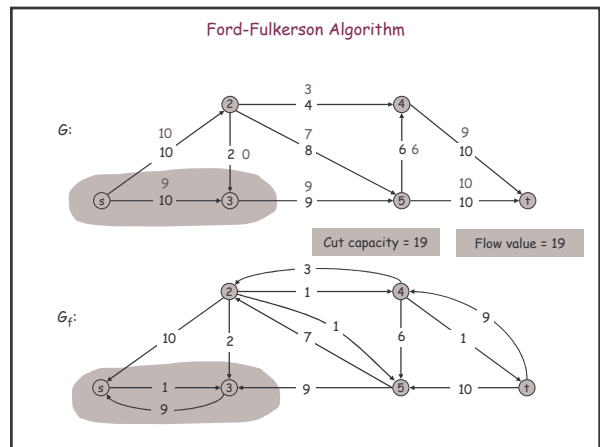 Ford-Fulkerson Algorithm
3
2 4 4
G:
10 7 9
10 2 0 8 6 6 10
9 9 10
s 10 3 9 5 10 t
Cut capacity = 19 Flow value = 19
3
2 1 4
Gf:
10 2 1 7 6 1 9
s 1 3 9 5 10 t
9